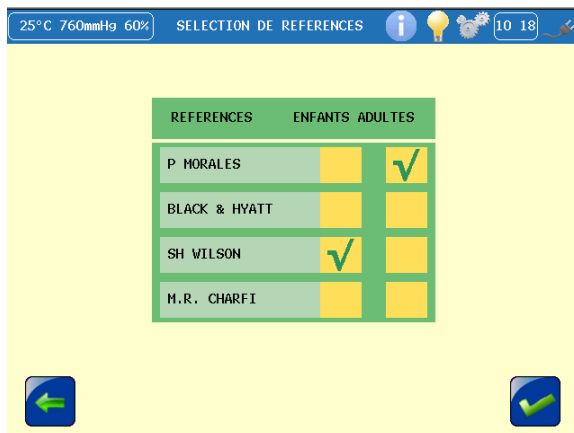 25°C 760mmHg 60% SELECTION DE REFERENCES i 10 18
REFERENCES ENFANTS ADULTES
P MORALES
BLACK & HYATT
SH WILSON
M.R. CHARFI